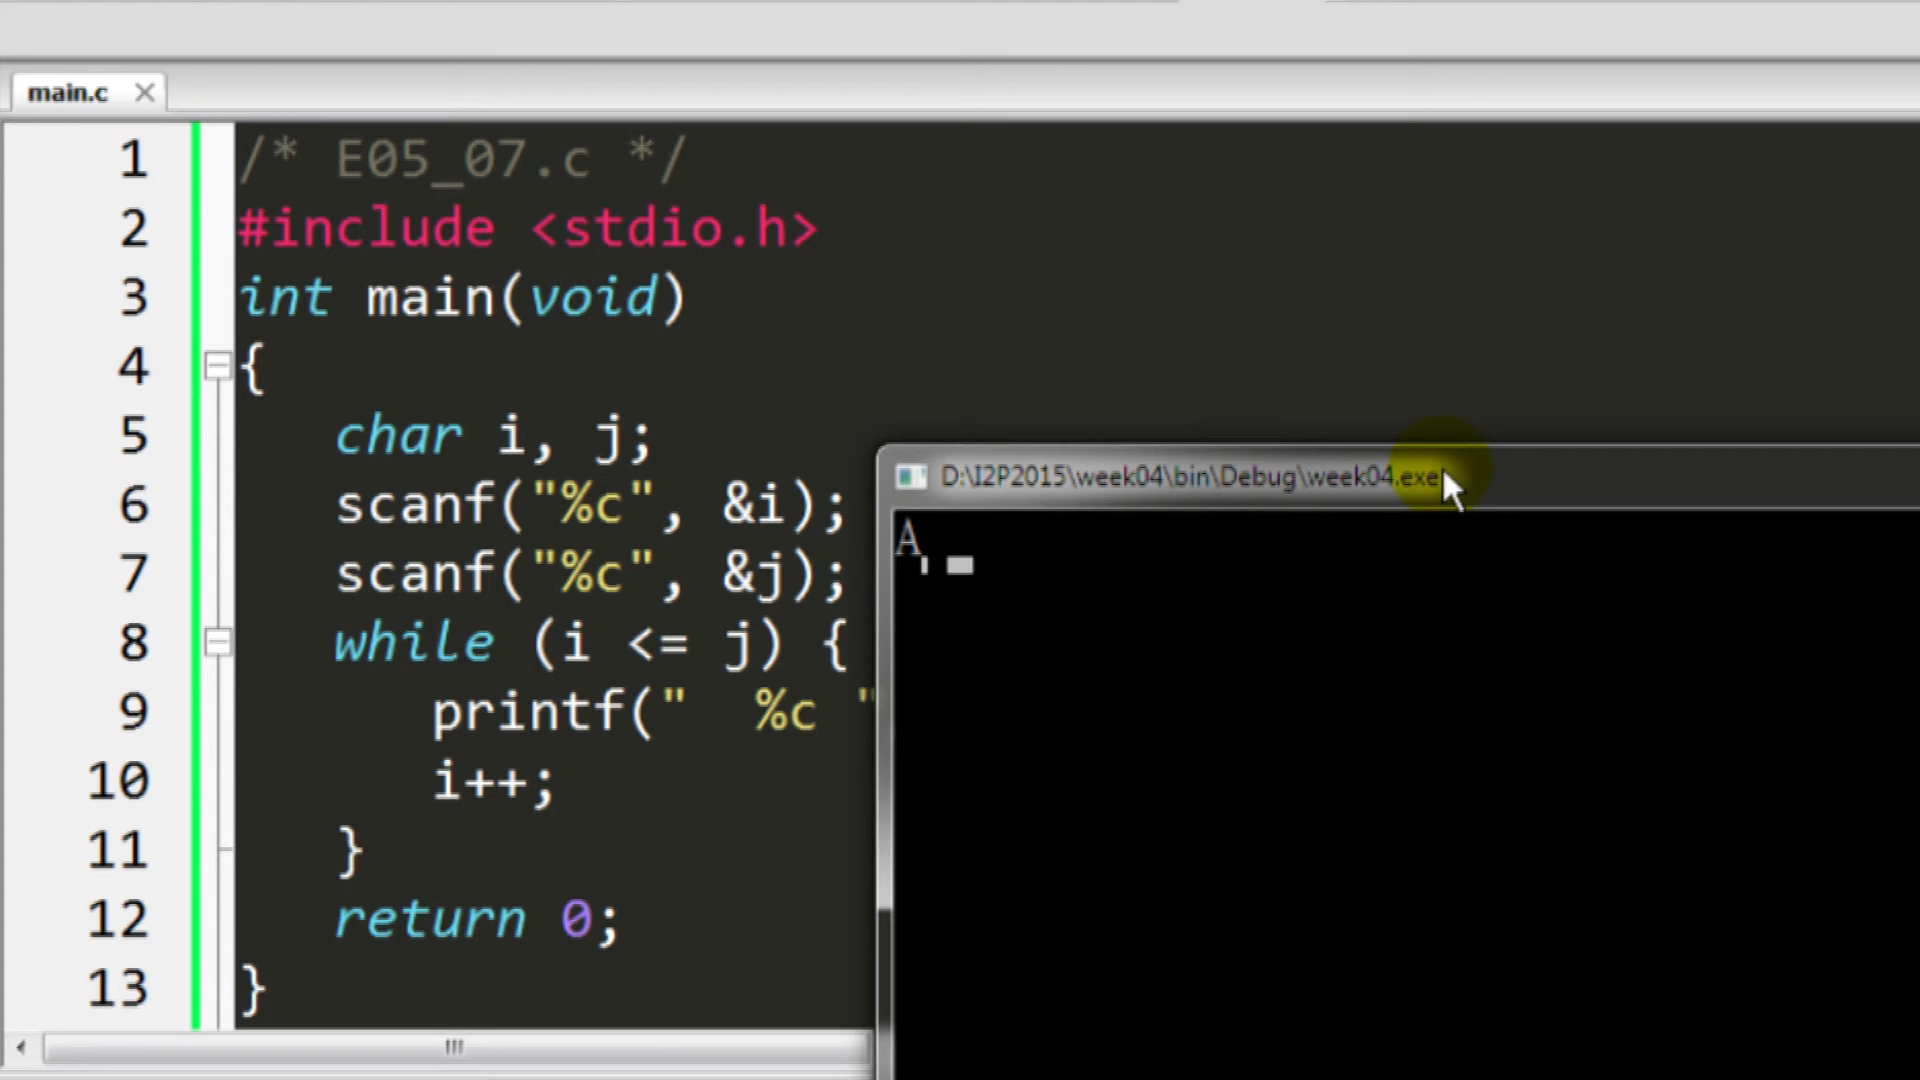 main.c
1 /* E05_07.c */
2 #include <stdio.h>
3 int main(void)
4 {
5 char i, j;
6 scanf("%c", &i);
7 scanf("%c", &j);
8 while (i <= j) {
9 printf("  %c "
10 i++;
11 }
12 return 0;
13 }
D:\I2P2015\week04\bin\Debug\week04.exe
A,